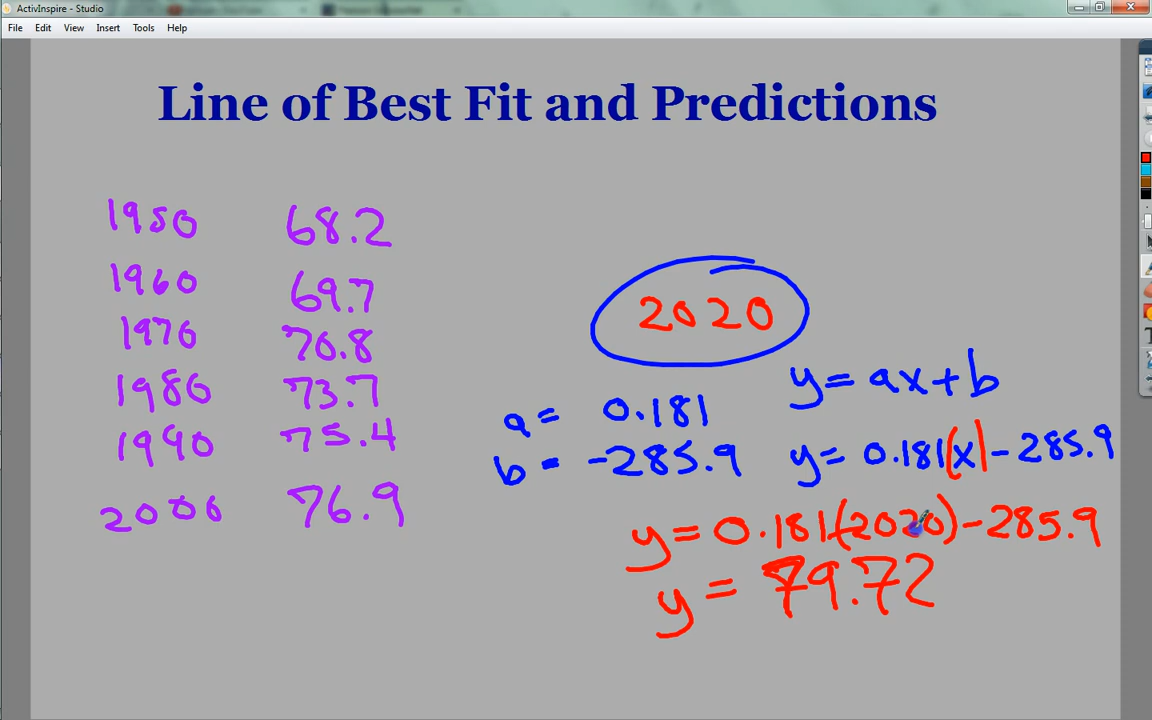 ActivInspire - Studio
File Edit View Insert Tools Help
Line of Best Fit and Predictions
1950 68.2
1960 69.7
1970 70.8
1980 73.7
1990 75.4
2000 76.9
2020
y = ax + b
a = 0.181
b = -285.9
y = 0.181(x) - 285.9
y = 0.181(2020) - 285.9
y = 79.72